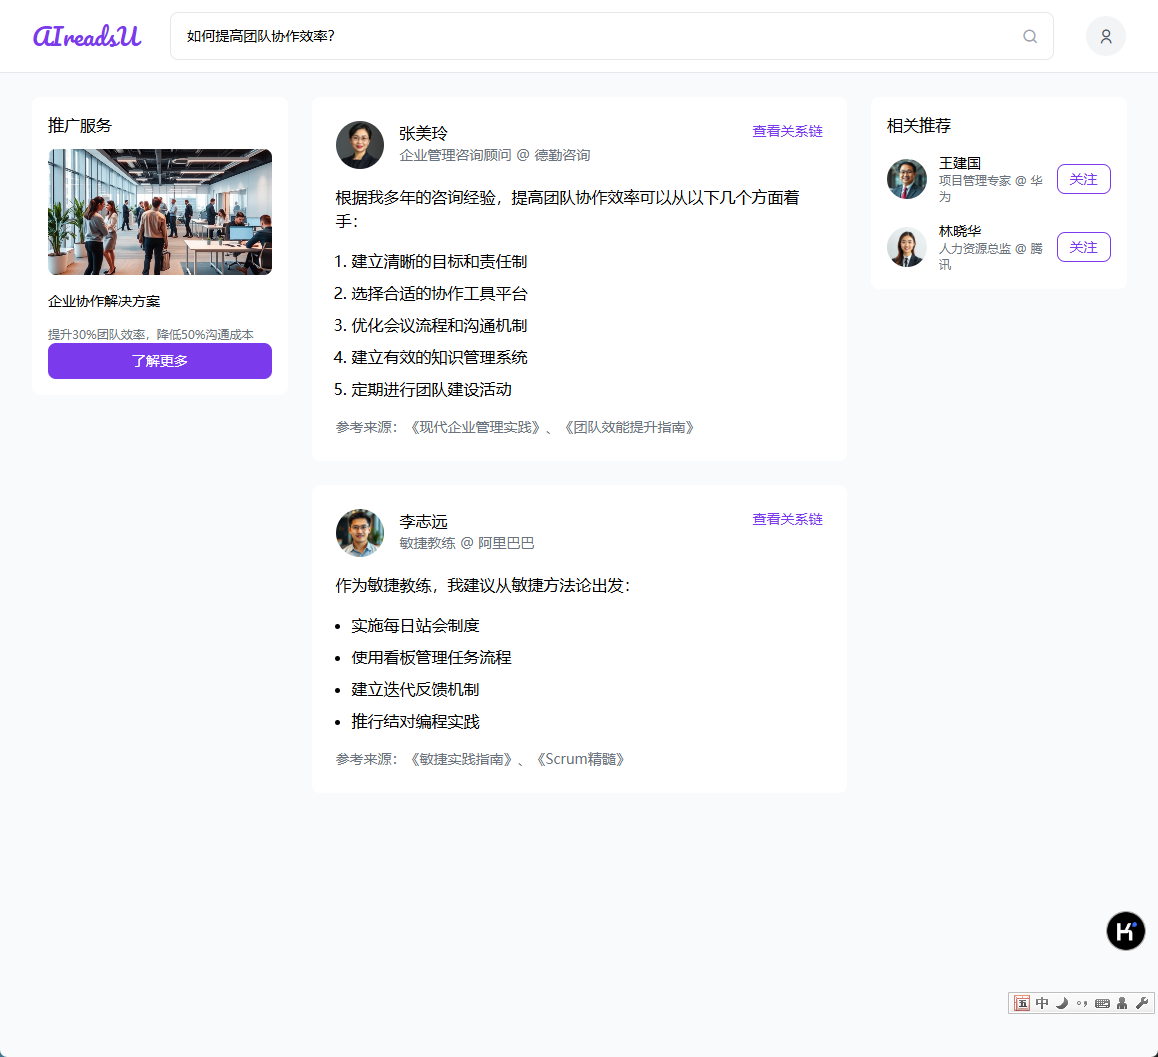 AIreadsU
如何提高团队协作效率?
推广服务
企业协作解决方案
提升30%团队效率，降低50%沟通成本
了解更多
张美玲
企业管理咨询顾问 @ 德勤咨询
查看关系链
根据我多年的咨询经验，提高团队协作效率可以从以下几个方面着
手：
1. 建立清晰的目标和责任制
2. 选择合适的协作工具平台
3. 优化会议流程和沟通机制
4. 建立有效的知识管理系统
5. 定期进行团队建设活动
参考来源：《现代企业管理实践》、《团队效能提升指南》
李志远
敏捷教练 @ 阿里巴巴
查看关系链
作为敏捷教练，我建议从敏捷方法论出发：
• 实施每日站会制度
• 使用看板管理任务流程
• 建立迭代反馈机制
• 推行结对编程实践
参考来源：《敏捷实践指南》、《Scrum精髓》
相关推荐
王建国
项目管理专家 @ 华
为
关注
林晓华
人力资源总监 @ 腾
讯
关注
K
五 中